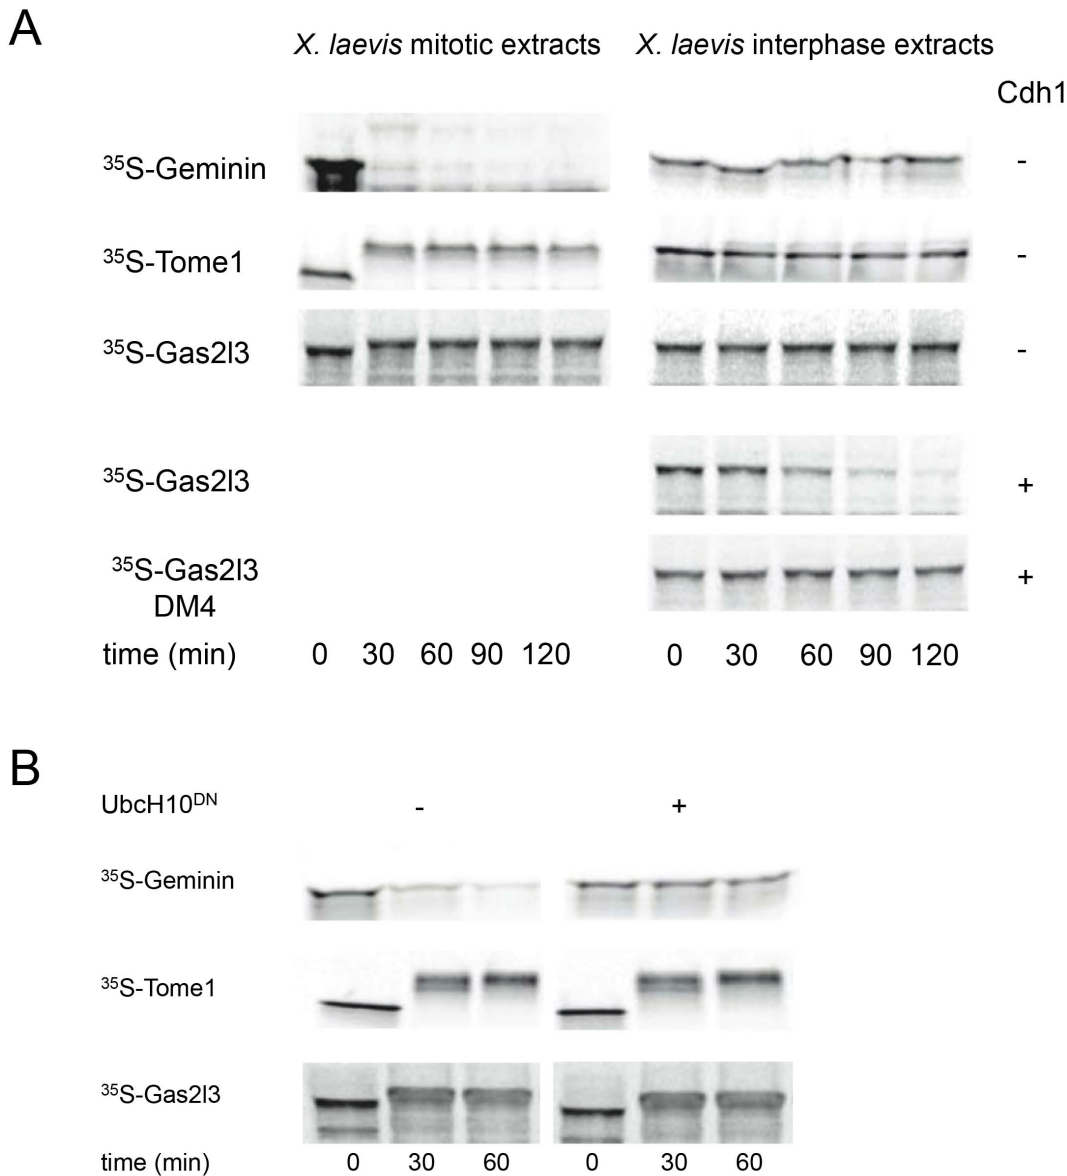 A
X. laevis mitotic extracts X. laevis interphase extracts
Cdh1
³⁵S-Geminin -
³⁵S-Tome1 -
³⁵S-Gas2l3 -
³⁵S-Gas2l3 +
³⁵S-Gas2l3 +
DM4
time (min) 0 30 60 90 120 0 30 60 90 120
B
UbcH10ᴰᴺ - +
³⁵S-Geminin
³⁵S-Tome1
³⁵S-Gas2l3
time (min) 0 30 60 0 30 60